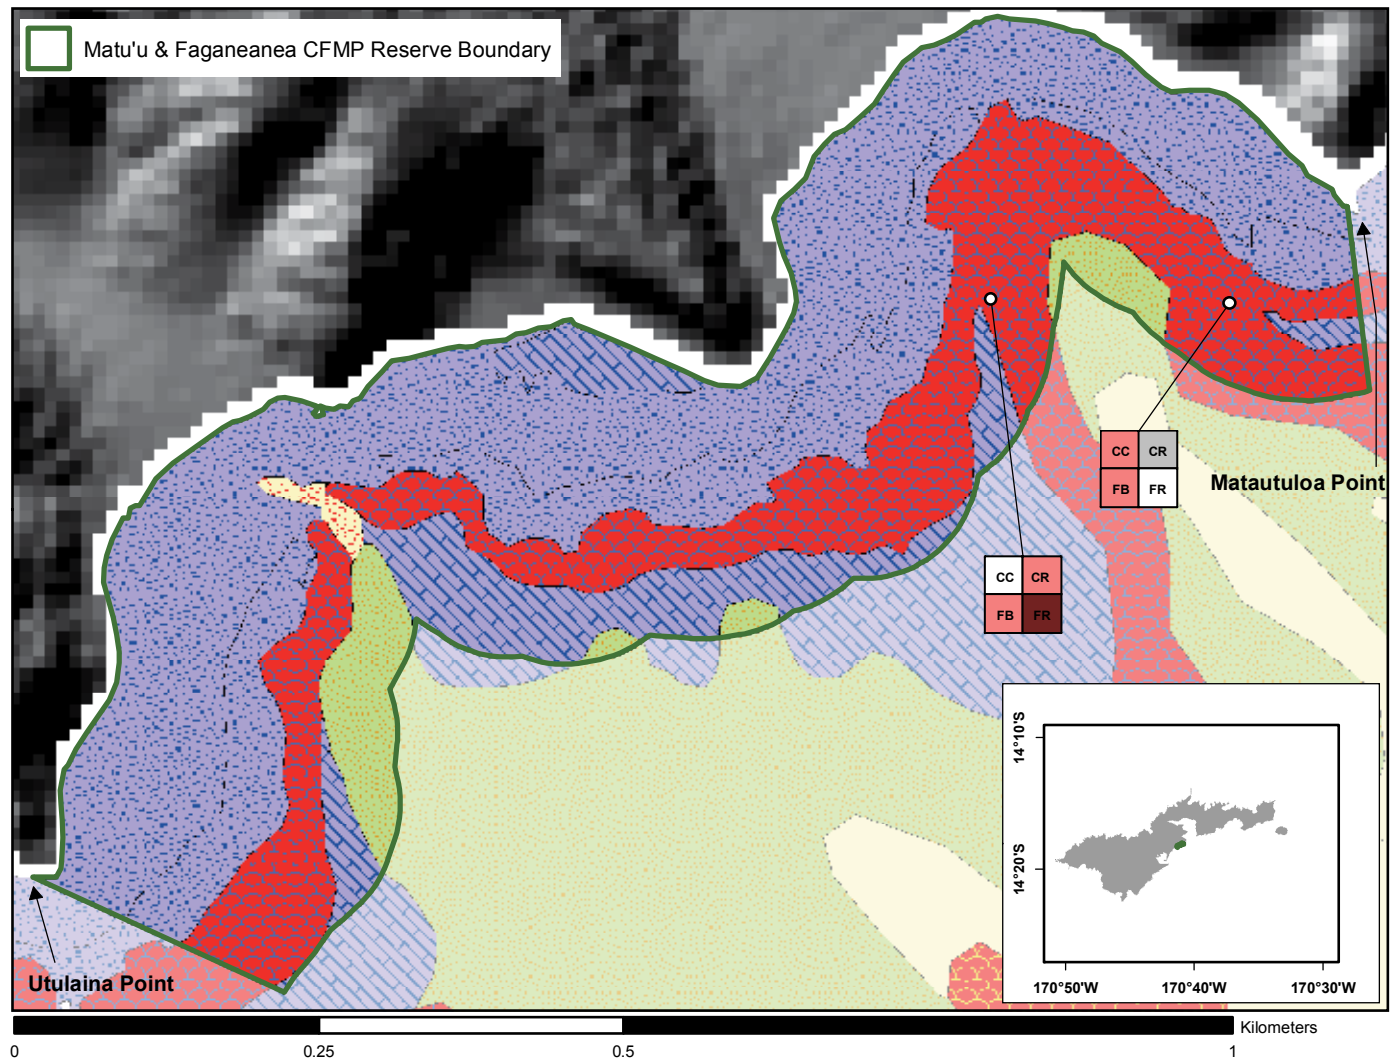 Matu'u & Faganeanea CFMP Reserve Boundary
CC CR
FB FR
Matautuloa Point
CC CR
FB FR
14°10'S
14°20'S
170°50'W 170°40'W 170°30'W
Utulaina Point
Kilometers
0 0.25 0.5 1